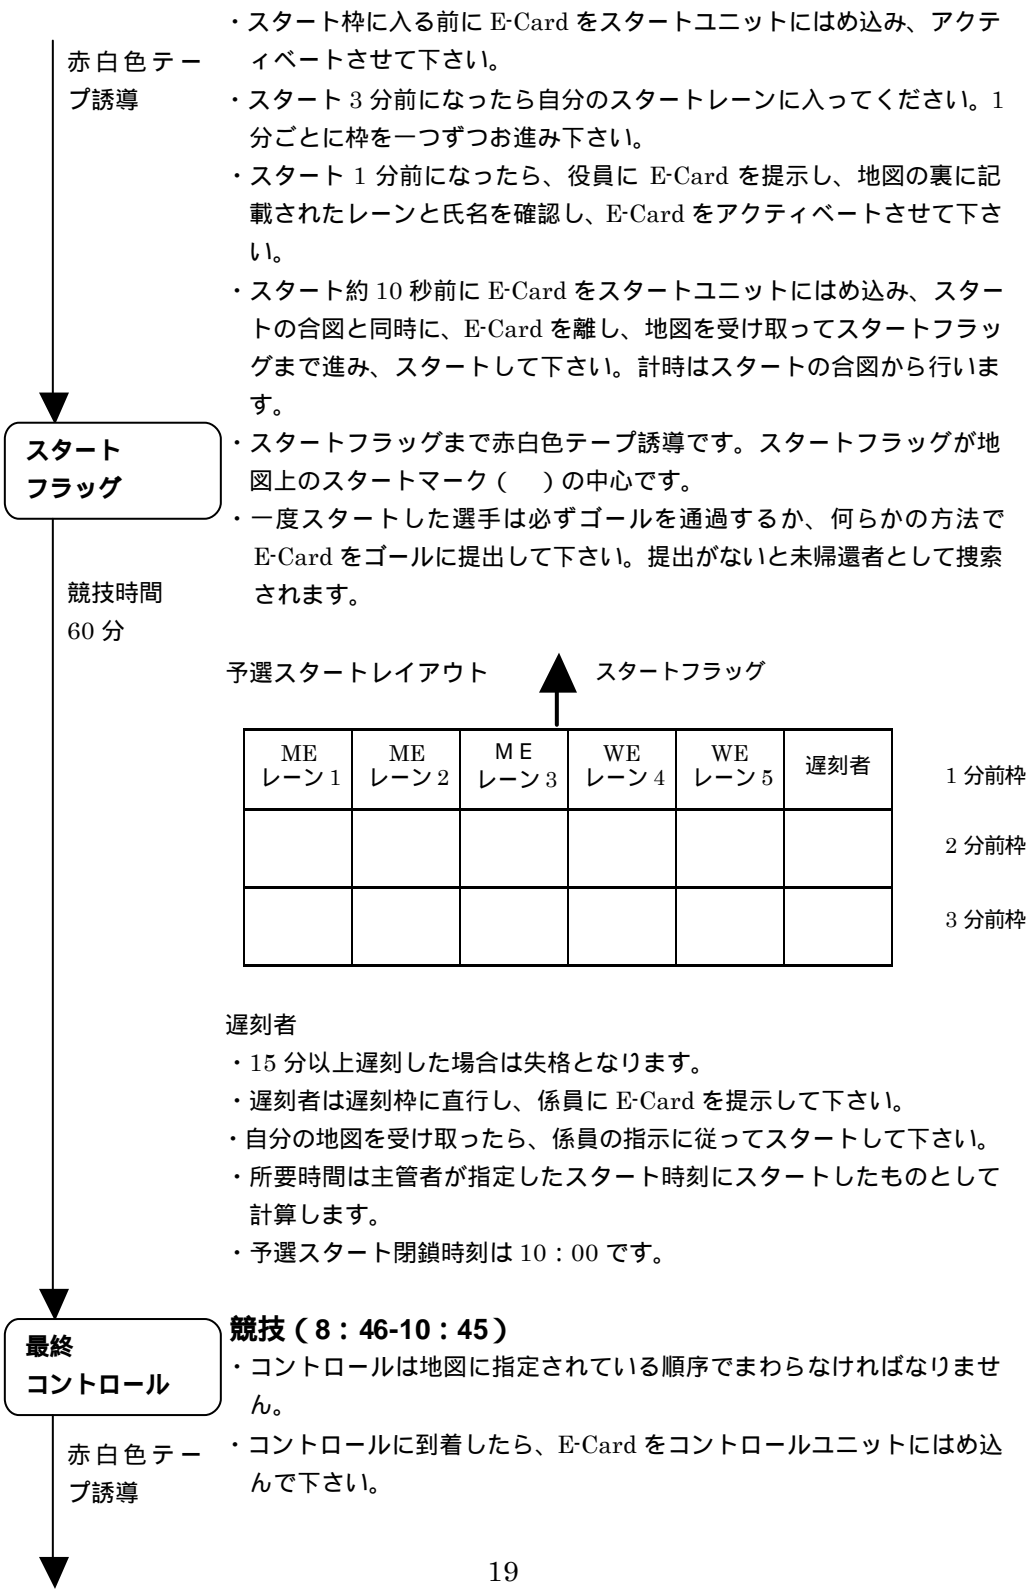 ・スタート枠に入る前に E-Card をスタートユニットにはめ込み、アクテ
ィベートさせて下さい。
赤白色テー
プ誘導
・スタート 3 分前になったら自分のスタートレーンに入ってください。1
分ごとに枠を一つずつお進み下さい。
・スタート 1 分前になったら、役員に E-Card を提示し、地図の裏に記
載されたレーンと氏名を確認し、E-Card をアクティベートさせて下さ
い。
・スタート約 10 秒前に E-Card をスタートユニットにはめ込み、スター
トの合図と同時に、E-Card を離し、地図を受け取ってスタートフラッ
グまで進み、スタートして下さい。計時はスタートの合図から行いま
す。
スタート
フラッグ
・スタートフラッグまで赤白色テープ誘導です。スタートフラッグが地
図上のスタートマーク（　）の中心です。
・一度スタートした選手は必ずゴールを通過するか、何らかの方法で
E-Card をゴールに提出して下さい。提出がないと未帰還者として捜索
されます。
競技時間
60 分
予選スタートレイアウト
スタートフラッグ
ME ME ＭＥ WE WE 遅刻者
レーン 1 レーン 2 レーン 3 レーン 4 レーン 5
1 分前枠
2 分前枠
3 分前枠
遅刻者
・15 分以上遅刻した場合は失格となります。
・遅刻者は遅刻枠に直行し、係員に E-Card を提示して下さい。
・自分の地図を受け取ったら、係員の指示に従ってスタートして下さい。
・所要時間は主管者が指定したスタート時刻にスタートしたものとして
計算します。
・予選スタート閉鎖時刻は 10：00 です。
最終
コントロール
競技（8：46-10：45）
・コントロールは地図に指定されている順序でまわらなければなりませ
ん。
・コントロールに到着したら、E-Card をコントロールユニットにはめ込
んで下さい。
赤白色テー
プ誘導
19